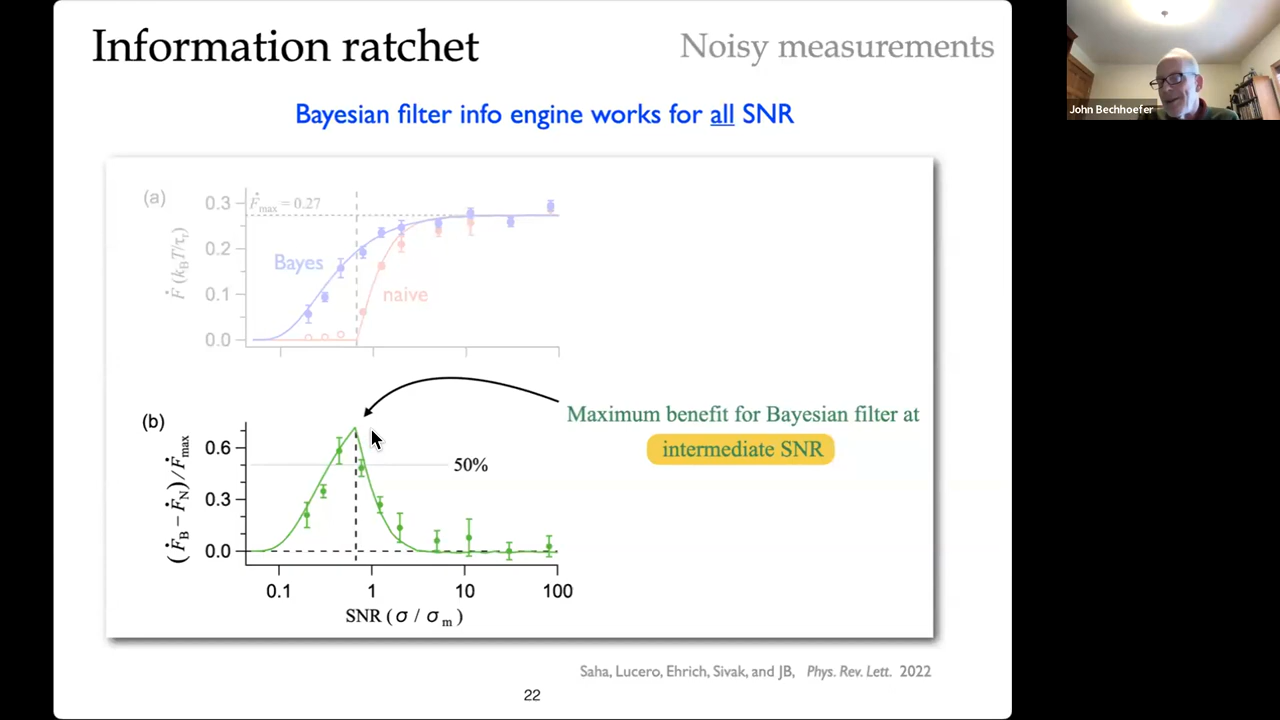 Information ratchet
Noisy measurements
John Bechhoefer
Bayesian filter info engine works for all SNR
(a)
Ḟmax = 0.27
0.3
0.2
0.1
0.0
Ḟ (kBT/τr)
Bayes
naive
Maximum benefit for Bayesian filter at
intermediate SNR
(b)
0.6
0.3
0.0
(ḞB − ḞN) / Ḟmax
50%
0.1 1 10 100
SNR (σ / σm)
Saha, Lucero, Ehrich, Sivak, and JB, Phys. Rev. Lett. 2022
22